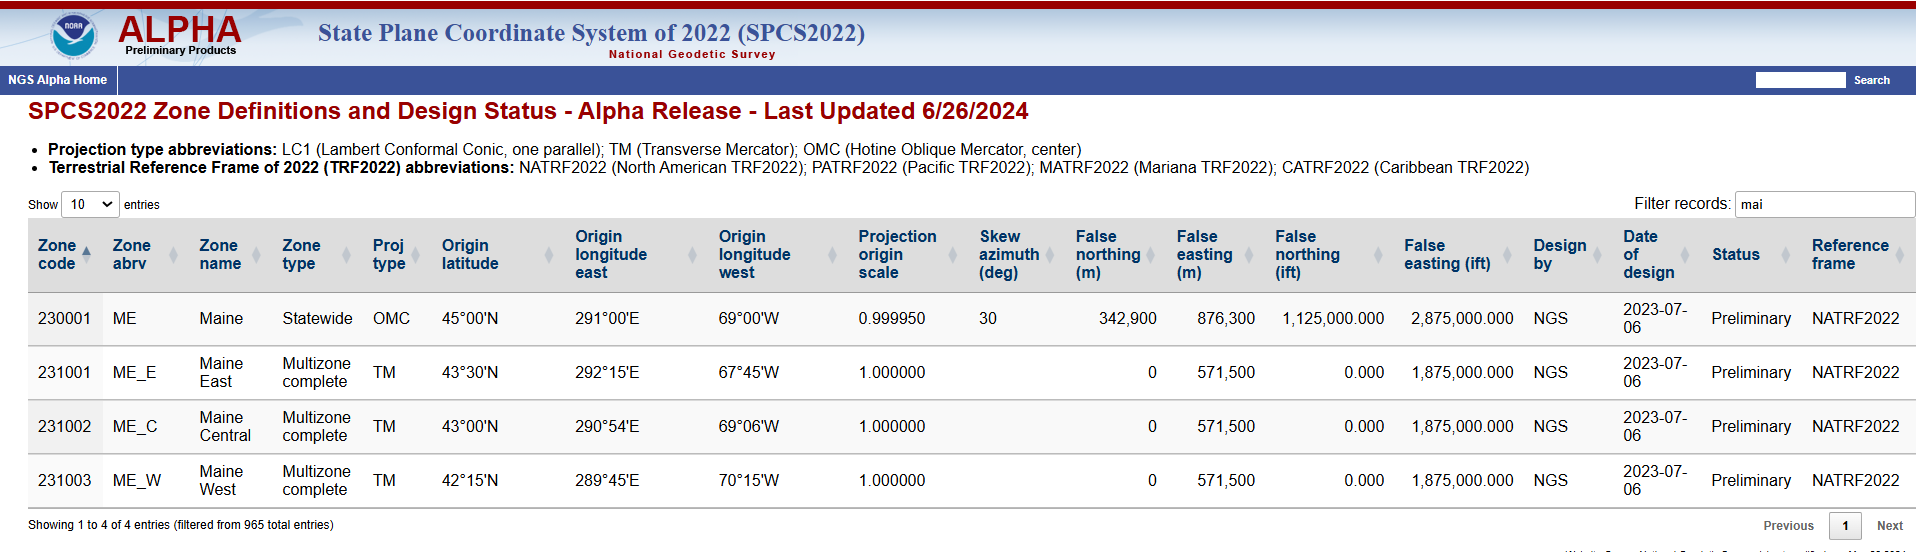 NOAA
ALPHA
Preliminary Products
State Plane Coordinate System of 2022 (SPCS2022)
National Geodetic Survey
NGS Alpha Home
Search
SPCS2022 Zone Definitions and Design Status - Alpha Release - Last Updated 6/26/2024
• Projection type abbreviations: LC1 (Lambert Conformal Conic, one parallel); TM (Transverse Mercator); OMC (Hotine Oblique Mercator, center)
• Terrestrial Reference Frame of 2022 (TRF2022) abbreviations: NATRF2022 (North American TRF2022); PATRF2022 (Pacific TRF2022); MATRF2022 (Mariana TRF2022); CATRF2022 (Caribbean TRF2022)
Show 10 entries
Filter records: mai
Zone code Zone abrv Zone name Zone type Proj type Origin latitude Origin longitude east Origin longitude west Projection origin scale Skew azimuth (deg) False northing (m) False easting (m) False northing (ift) False easting (ift) Design by Date of design Status Reference frame
230001 ME Maine Statewide OMC 45°00'N 291°00'E 69°00'W 0.999950 30 342,900 876,300 1,125,000.000 2,875,000.000 NGS 2023-07-06 Preliminary NATRF2022
231001 ME_E Maine East Multizone complete TM 43°30'N 292°15'E 67°45'W 1.000000 0 571,500 0.000 1,875,000.000 NGS 2023-07-06 Preliminary NATRF2022
231002 ME_C Maine Central Multizone complete TM 43°00'N 290°54'E 69°06'W 1.000000 0 571,500 0.000 1,875,000.000 NGS 2023-07-06 Preliminary NATRF2022
231003 ME_W Maine West Multizone complete TM 42°15'N 289°45'E 70°15'W 1.000000 0 571,500 0.000 1,875,000.000 NGS 2023-07-06 Preliminary NATRF2022
Showing 1 to 4 of 4 entries (filtered from 965 total entries)
Previous 1 Next